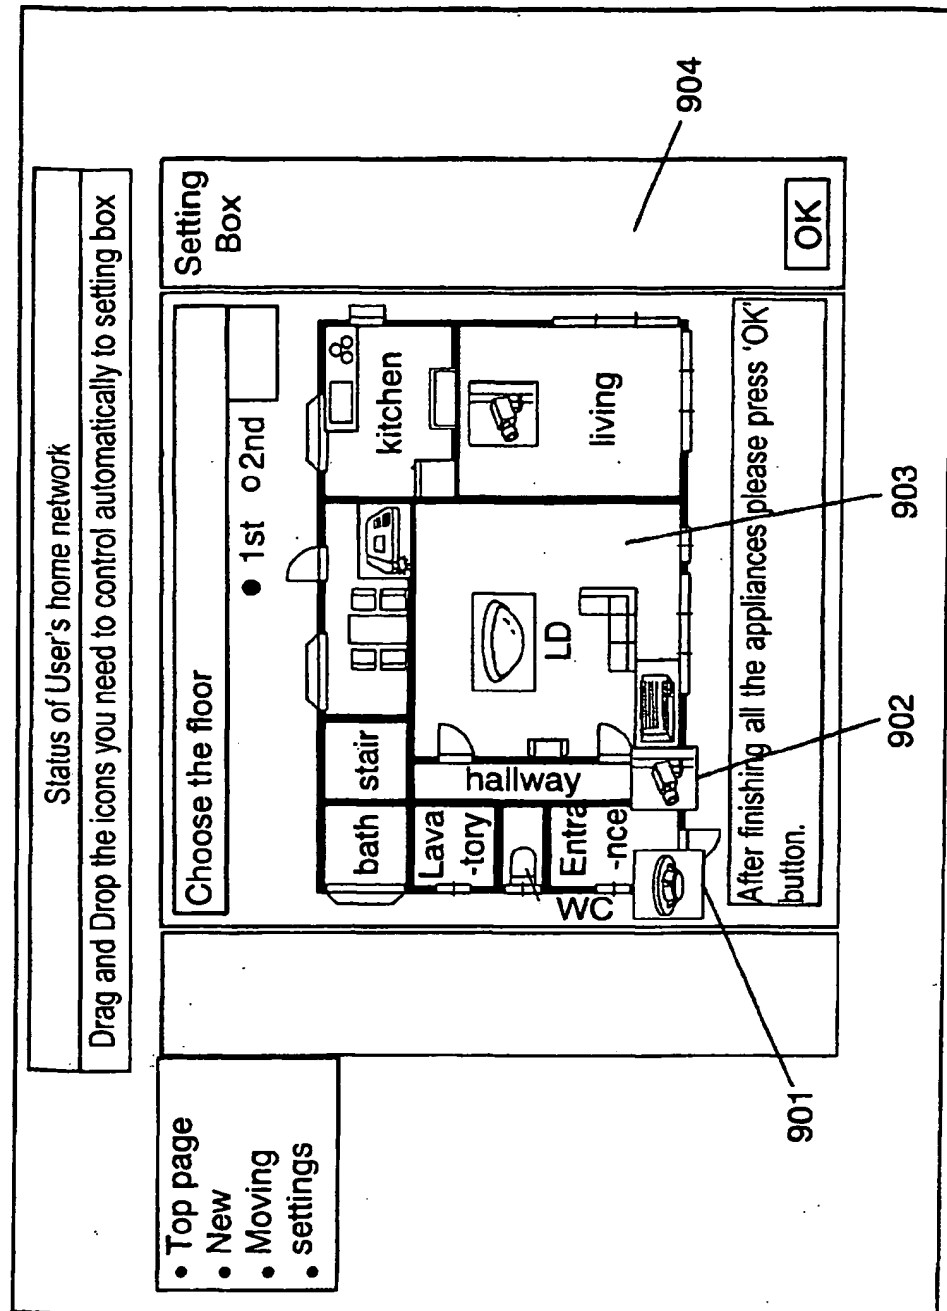 Status of User's home network
Drag and Drop the icons you need to control automatically to setting box
• Top page
• New
• Moving
• settings
Choose the floor
● 1st ○ 2nd
bath
stair
kitchen
Lava
-tory
hallway
LD
living
WC
Entra
-nce
After finishing all the appliances please press 'OK'
button.
Setting
Box
OK
901
902
903
904